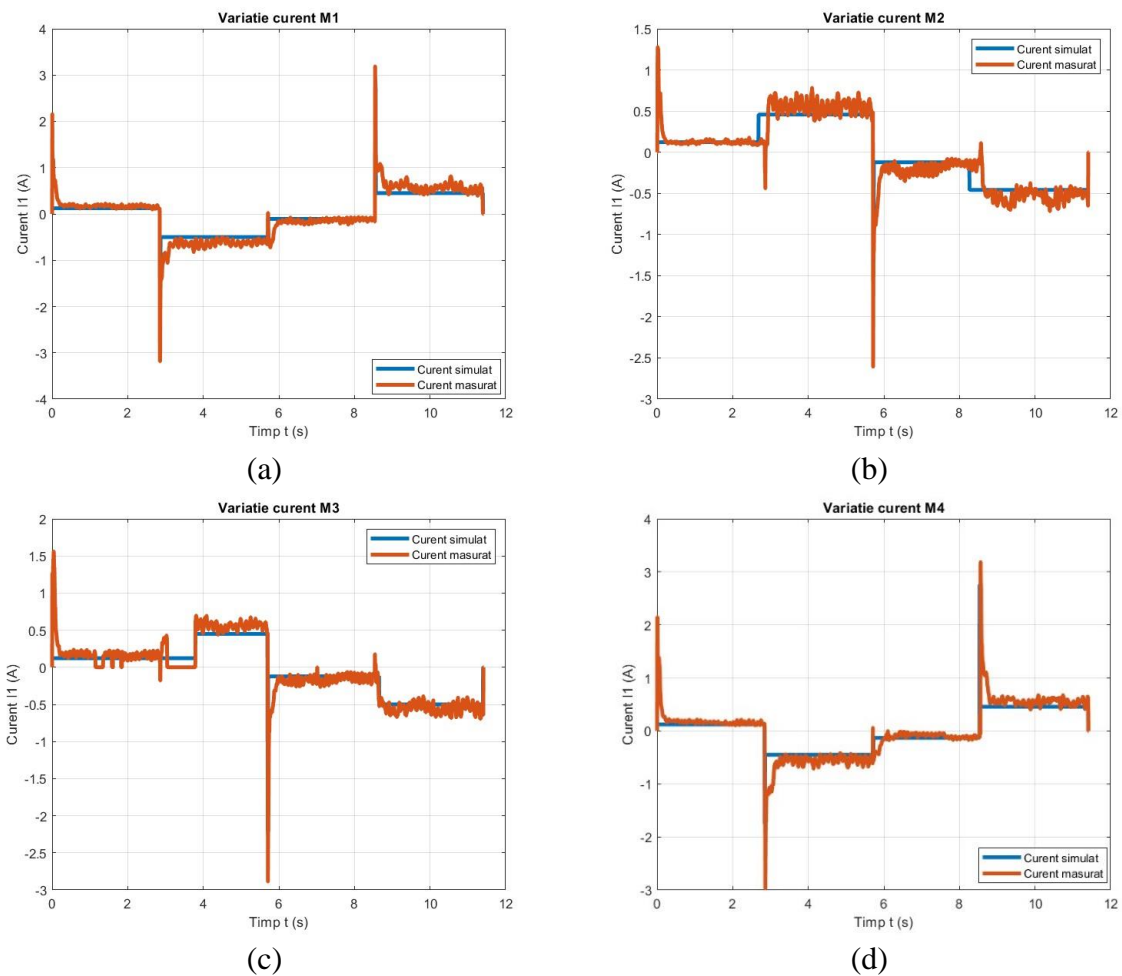 Variatie curent M1
4
3
2
1
0
-1
-2
-3
-4
Curent I1 (A)
Curent simulat
Curent masurat
0 2 4 6 8 10 12
Timp t (s)
(a)
Variatie curent M2
1.5
1
0.5
0
-0.5
-1
-1.5
-2
-2.5
-3
Curent I1 (A)
Curent simulat
Curent masurat
0 2 4 6 8 10 12
Timp t (s)
(b)
Variatie curent M3
2
1.5
1
0.5
0
-0.5
-1
-1.5
-2
-2.5
-3
Curent I1 (A)
Curent simulat
Curent masurat
0 2 4 6 8 10 12
Timp t (s)
(c)
Variatie curent M4
4
3
2
1
0
-1
-2
-3
Curent I1 (A)
Curent simulat
Curent masurat
0 2 4 6 8 10 12
Timp t (s)
(d)